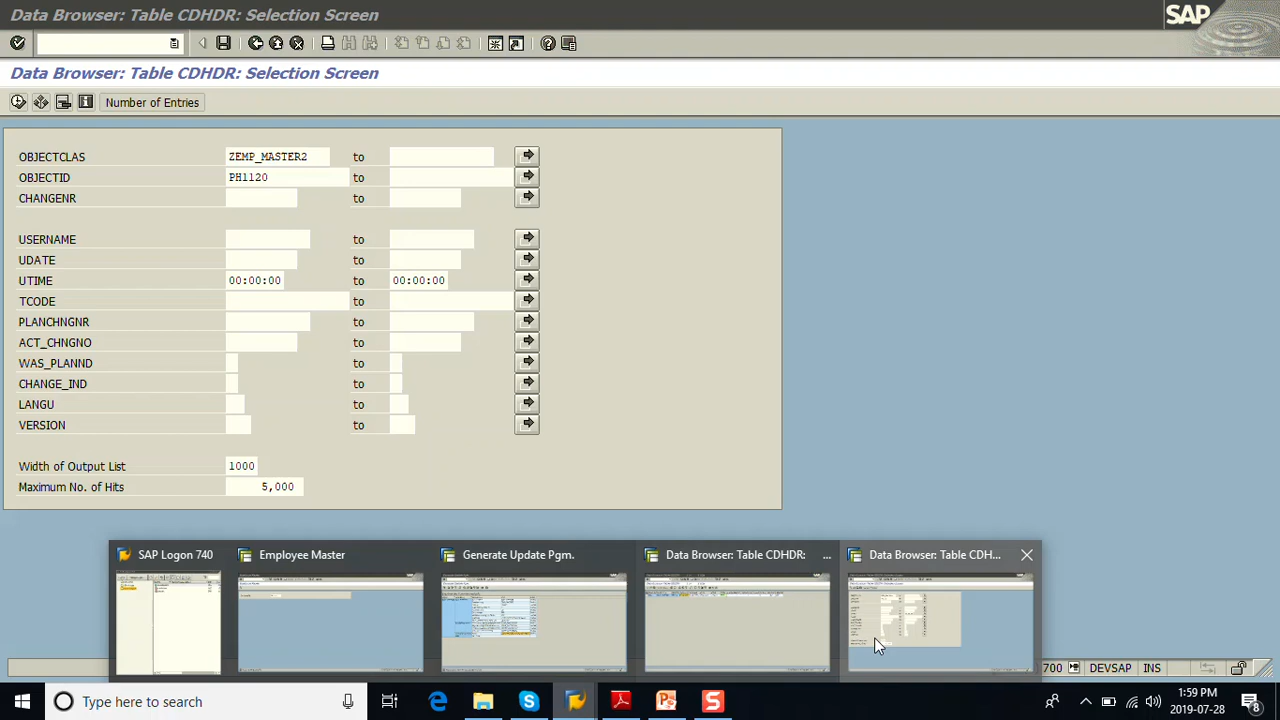 Data Browser: Table CDHDR: Selection Screen
SAP
Data Browser: Table CDHDR: Selection Screen
Number of Entries
OBJECTCLAS ZEMP_MASTER2 to
OBJECTID PH1120 to
CHANGENR to
USERNAME to
UDATE to
UTIME 00:00:00 to 00:00:00
TCODE to
PLANCHNGNR to
ACT_CHNGNO to
WAS_PLANND to
CHANGE_IND to
LANGU to
VERSION to
Width of Output List 1000
Maximum No. of Hits 5,000
SAP Logon 740 Employee Master Generate Update Pgm. Data Browser: Table CDHDR: ... Data Browser: Table CDH...
700 DEVSAP INS
Type here to search
1:59 PM
2019-07-28
8